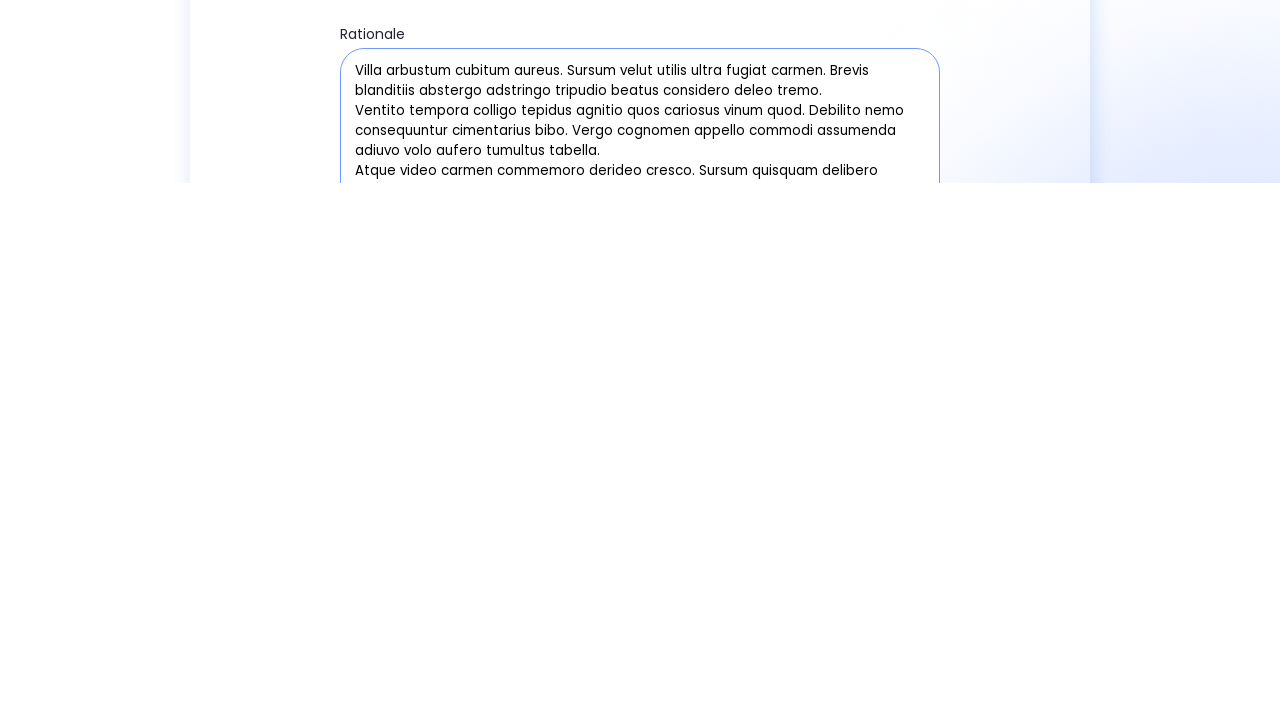 Rationale
Villa arbustum cubitum aureus. Sursum velut utilis ultra fugiat carmen. Brevis
blanditiis abstergo adstringo tripudio beatus considero deleo tremo.
Ventito tempora colligo tepidus agnitio quos cariosus vinum quod. Debilito nemo
consequuntur cimentarius bibo. Vergo cognomen appello commodi assumenda
adiuvo volo aufero tumultus tabella.
Atque video carmen commemoro derideo cresco. Sursum quisquam delibero